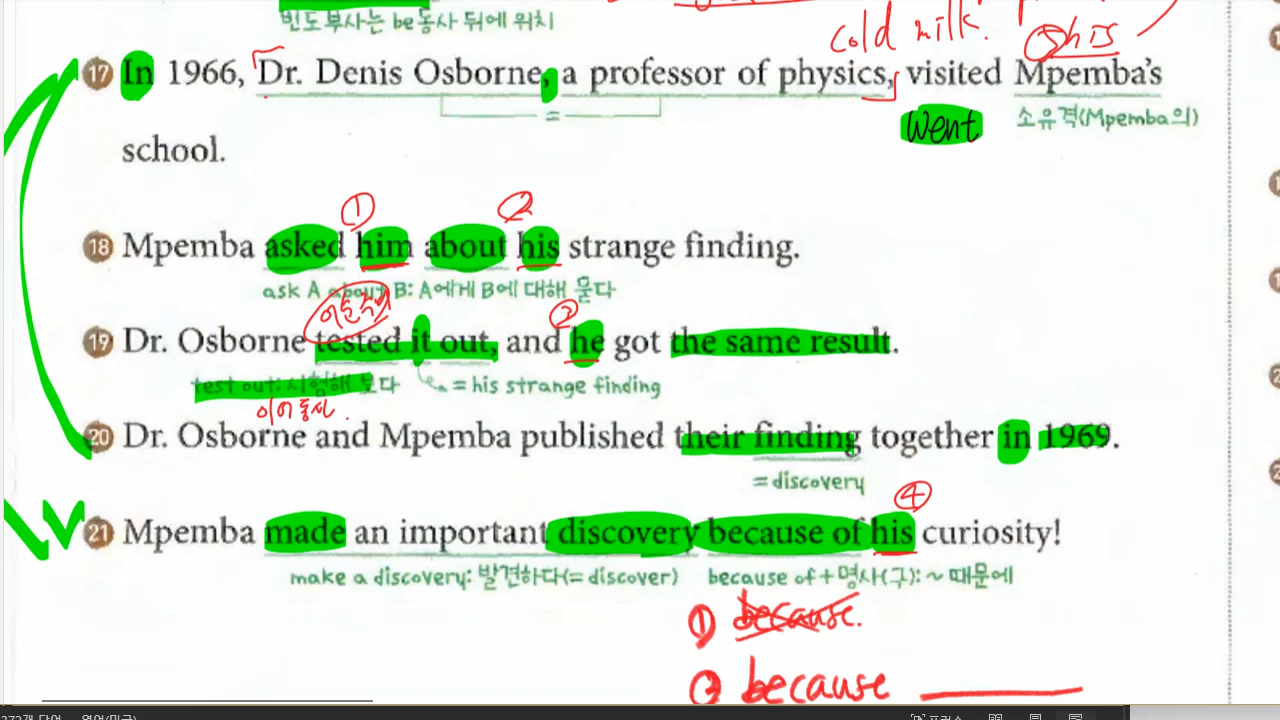 빈도 부사는 be동사 뒤에 위치
cold milk.
his
17 In 1966, Dr. Denis Osborne, a professor of physics, visited Mpemba's
=
went
소유격(Mpemba의)
school.
① ②
18 Mpemba asked him about his strange finding.
ask A about B: A에게 B에 대해 묻다
③
19 Dr. Osborne tested it out, and he got the same result.
test out: 시험해 보다
= his strange finding
이어동사.
20 Dr. Osborne and Mpemba published their finding together in 1969.
= discovery
④
21 Mpemba made an important discovery because of his curiosity!
make a discovery: 발견하다(= discover)
because of + 명사(구): ~ 때문에
① because.
② because